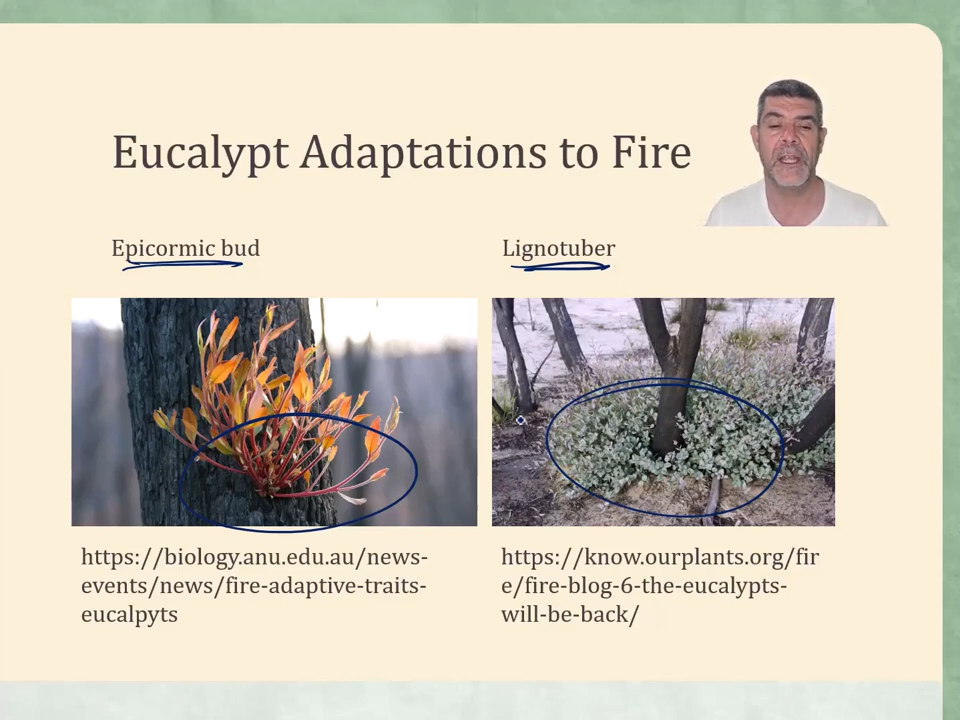 Eucalypt Adaptations to Fire
Epicormic bud
Lignotuber
https://biology.anu.edu.au/news-
events/news/fire-adaptive-traits-
eucalpyts
https://know.ourplants.org/fir
e/fire-blog-6-the-eucalypts-
will-be-back/